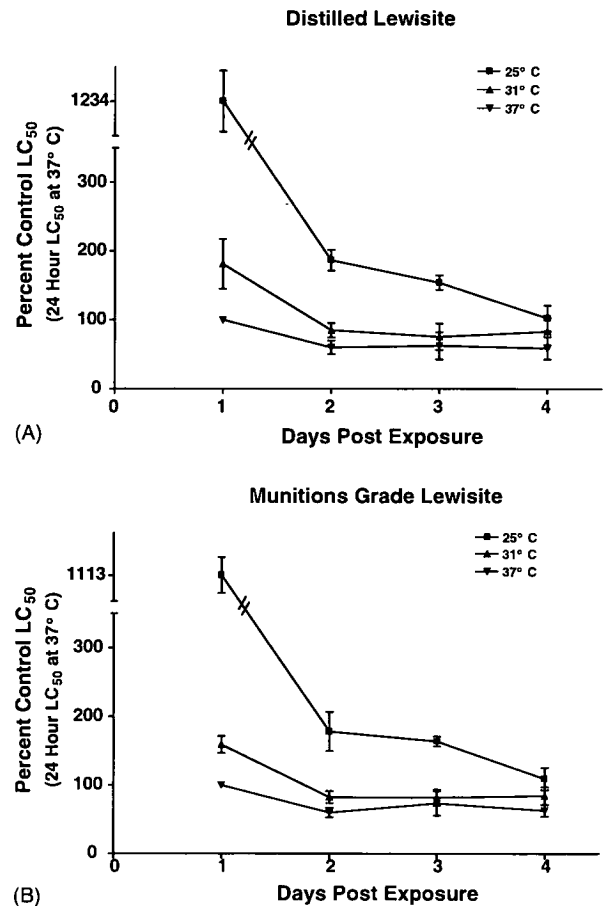 Distilled Lewisite
25° C
31° C
37° C
Percent Control LC50
(24 Hour LC50 at 37° C)
1234
300
200
100
0
0 1 2 3 4
Days Post Exposure
(A)
Munitions Grade Lewisite
25° C
31° C
37° C
Percent Control LC50
(24 Hour LC50 at 37° C)
1113
300
200
100
0
0 1 2 3 4
Days Post Exposure
(B)